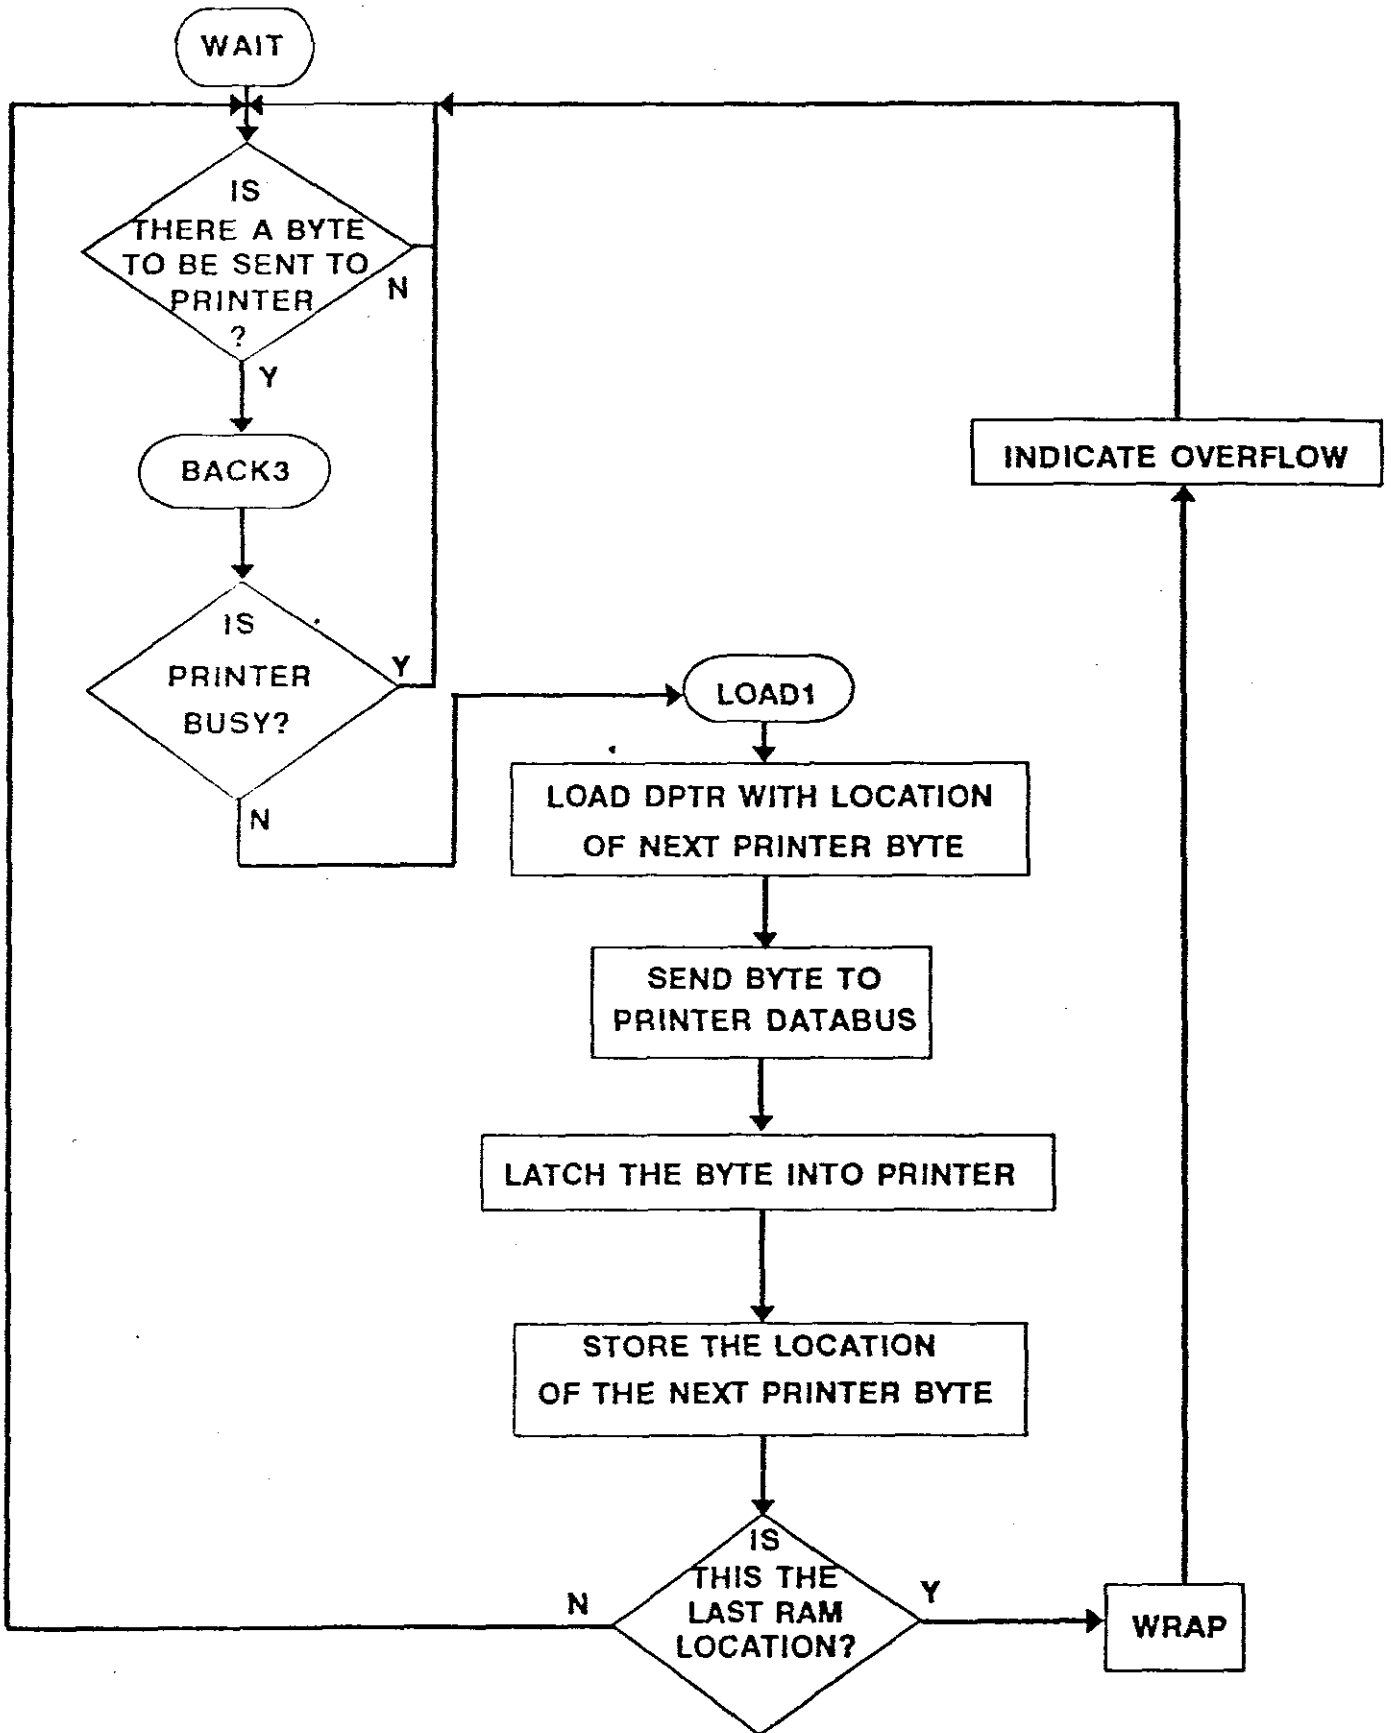 WAIT
IS
THERE A BYTE
TO BE SENT TO
PRINTER
?
N
Y
BACK3
INDICATE OVERFLOW
IS
PRINTER
BUSY?
Y
N
LOAD1
LOAD DPTR WITH LOCATION
OF NEXT PRINTER BYTE
SEND BYTE TO
PRINTER DATABUS
LATCH THE BYTE INTO PRINTER
STORE THE LOCATION
OF THE NEXT PRINTER BYTE
IS
THIS THE
LAST RAM
LOCATION?
N
Y
WRAP